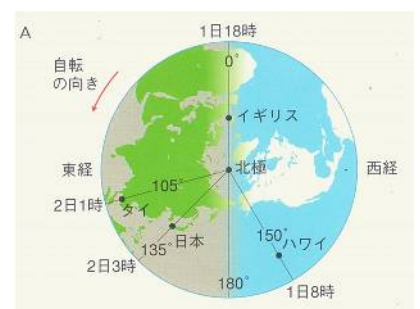 A
1日18時
0°
自転
の向き
イギリス
東経
北極
西経
105°
2日1時
タイ
日本
135°
150°
ハワイ
2日3時
180°
1日8時